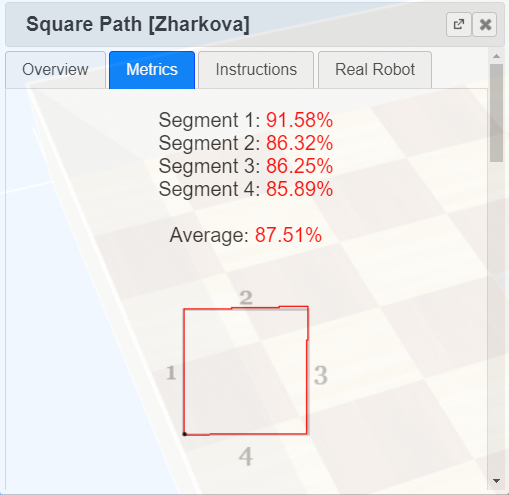 Square Path [Zharkova]
Overview Metrics Instructions Real Robot
Segment 1: 91.58%
Segment 2: 86.32%
Segment 3: 86.25%
Segment 4: 85.89%
Average: 87.51%
2
1 3
4